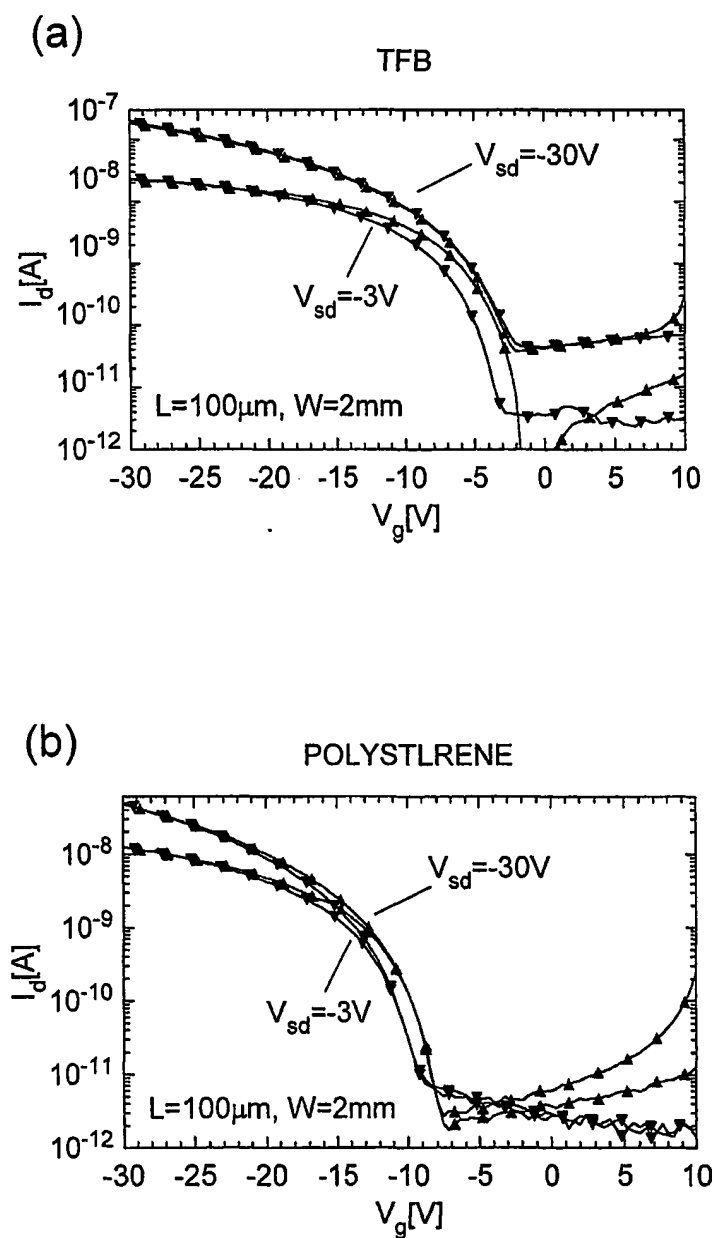 (a)
TFB
10⁻⁷
10⁻⁸
10⁻⁹
10⁻¹⁰
10⁻¹¹
10⁻¹²
I_d[A]
V_sd=-30V
V_sd=-3V
L=100μm, W=2mm
-30 -25 -20 -15 -10 -5 0 5 10
V_g[V]
(b)
POLYSTLRENE
10⁻⁸
10⁻⁹
10⁻¹⁰
10⁻¹¹
10⁻¹²
I_d[A]
V_sd=-30V
V_sd=-3V
L=100μm, W=2mm
-30 -25 -20 -15 -10 -5 0 5 10
V_g[V]